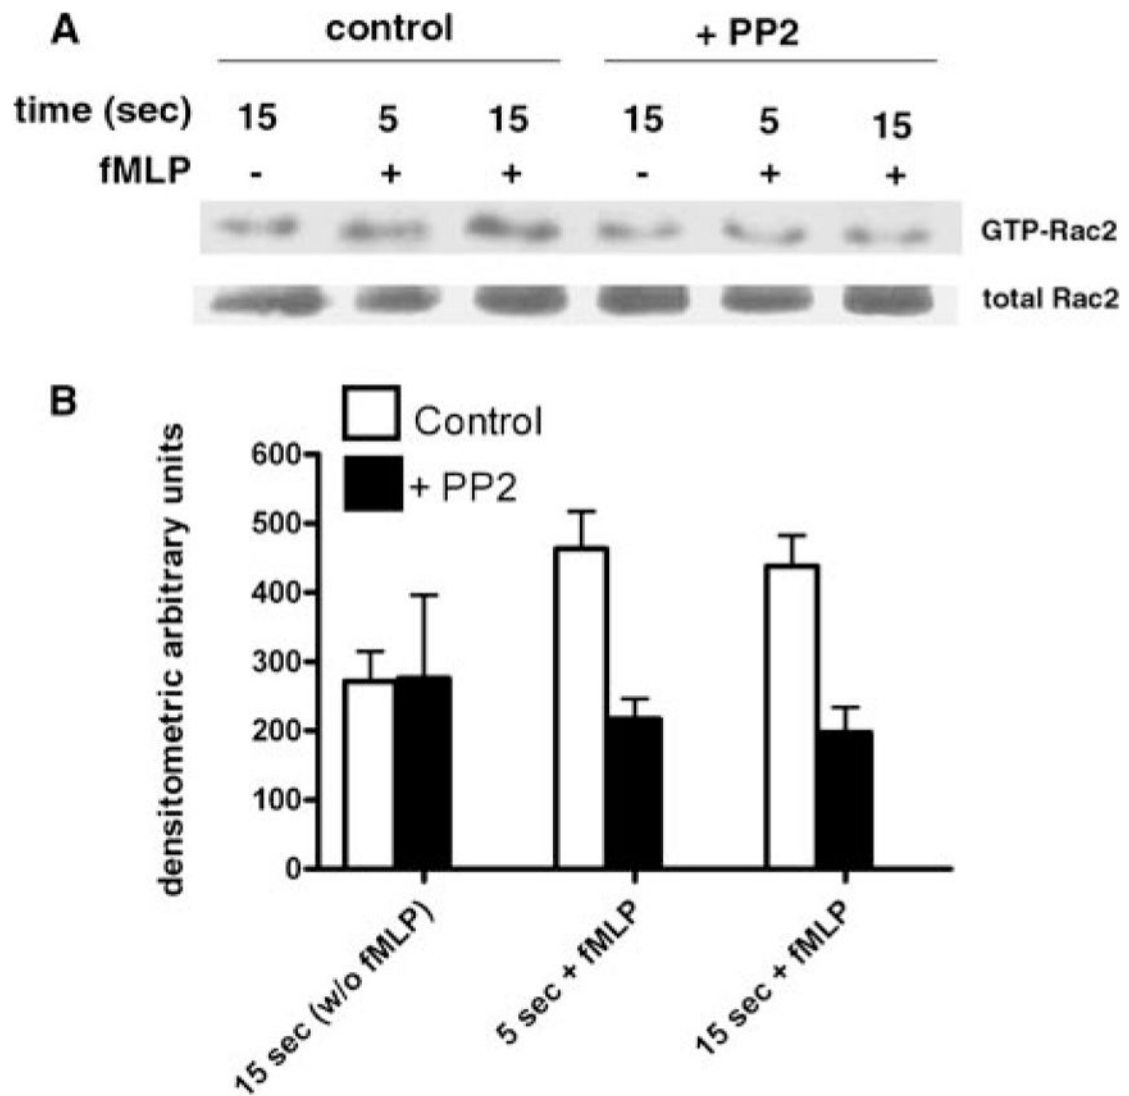 A
control + PP2
time (sec) 15 5 15 15 5 15
fMLP - + + - + +
GTP-Rac2
total Rac2
B
Control
+ PP2
densitometric arbitrary units
600
500
400
300
200
100
0
15 sec (w/o fMLP)
5 sec + fMLP
15 sec + fMLP